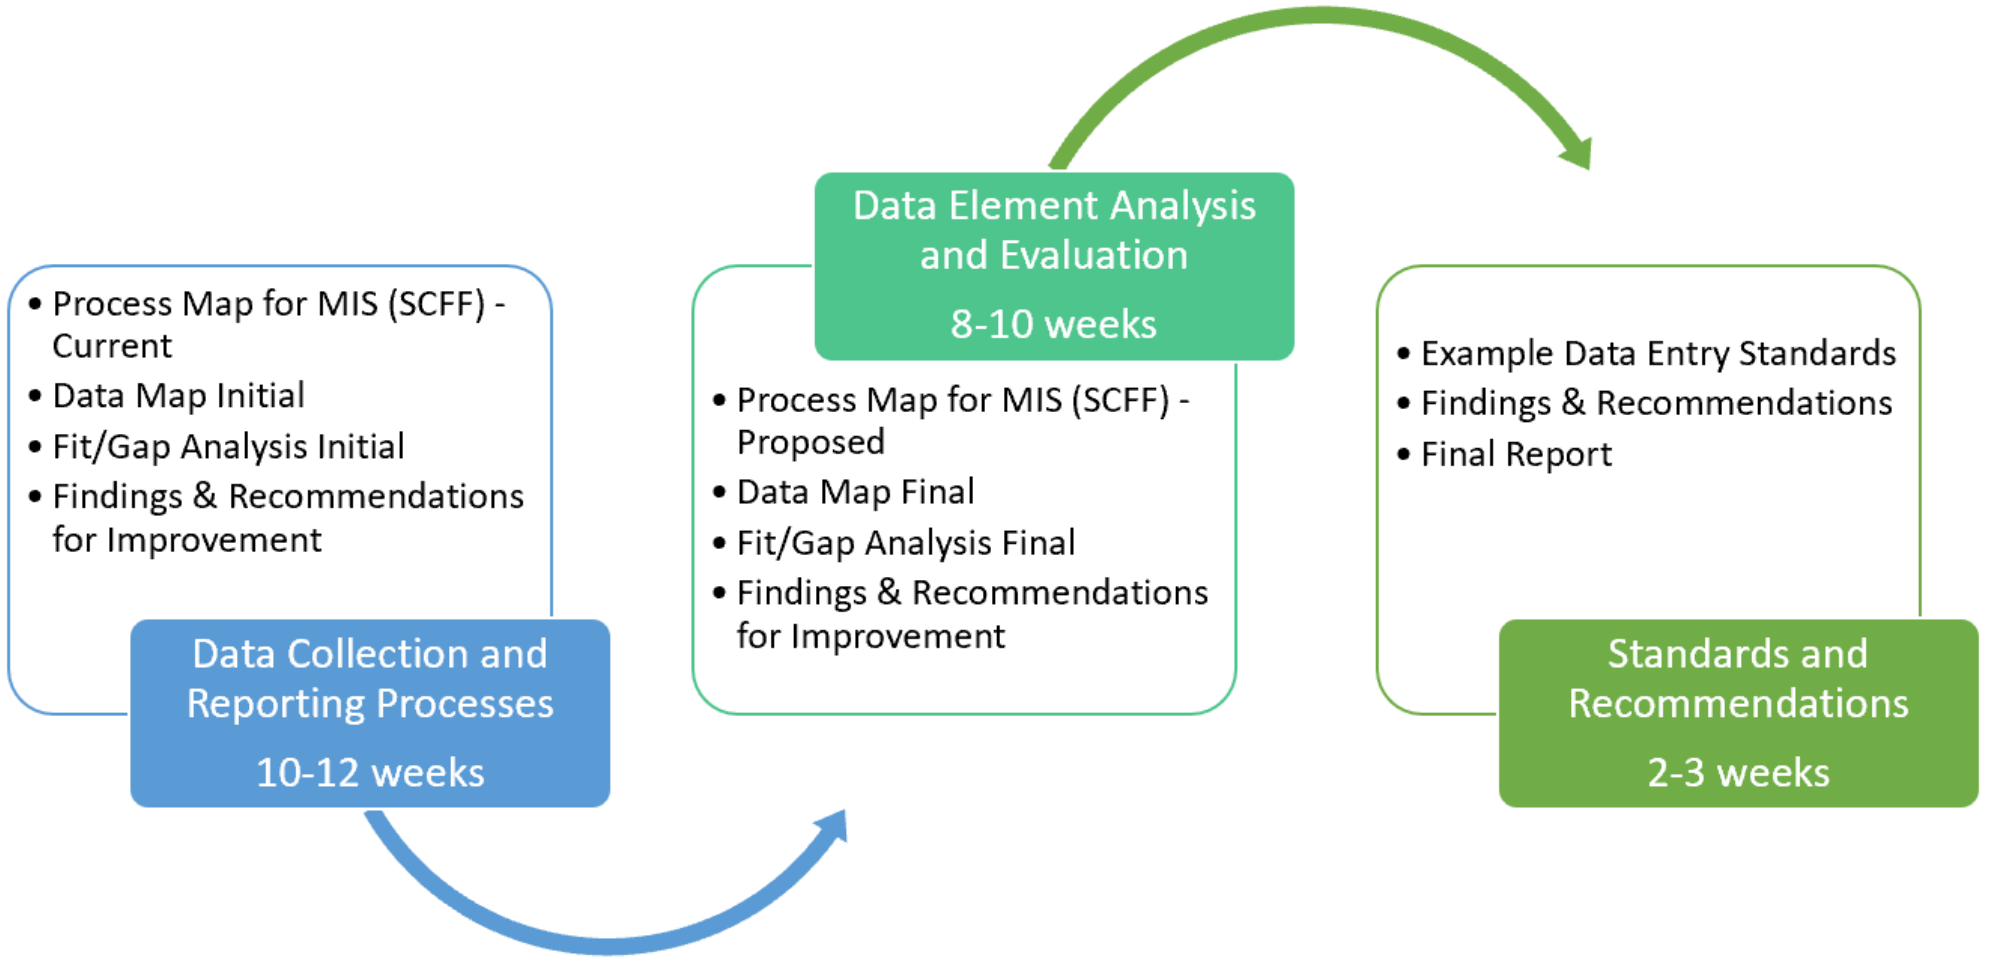 • Process Map for MIS (SCFF) -
Current
• Data Map Initial
• Fit/Gap Analysis Initial
• Findings & Recommendations
for Improvement
Data Collection and
Reporting Processes
10-12 weeks
Data Element Analysis
and Evaluation
8-10 weeks
• Process Map for MIS (SCFF) -
Proposed
• Data Map Final
• Fit/Gap Analysis Final
• Findings & Recommendations
for Improvement
• Example Data Entry Standards
• Findings & Recommendations
• Final Report
Standards and
Recommendations
2-3 weeks